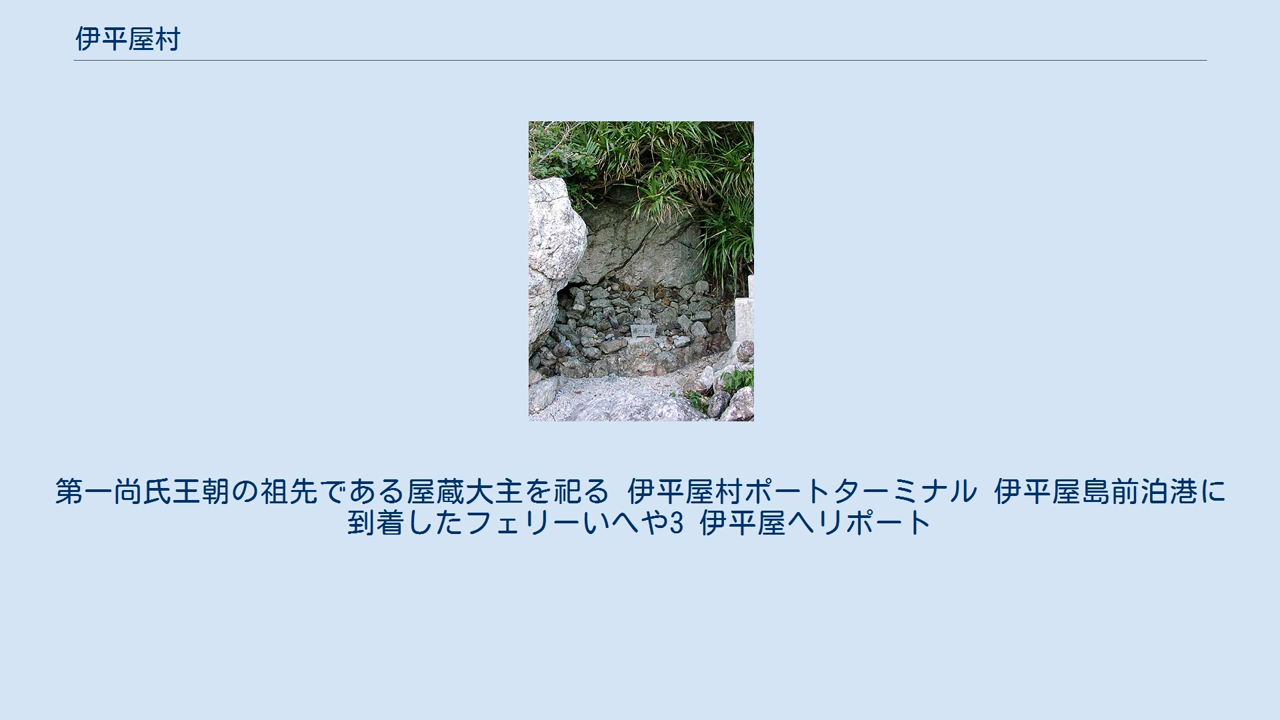 伊平屋村
第一尚氏王朝の祖先である屋蔵大主を祀る 伊平屋村ポートターミナル 伊平屋島前泊港に
到着したフェリーいへや3 伊平屋ヘリポート